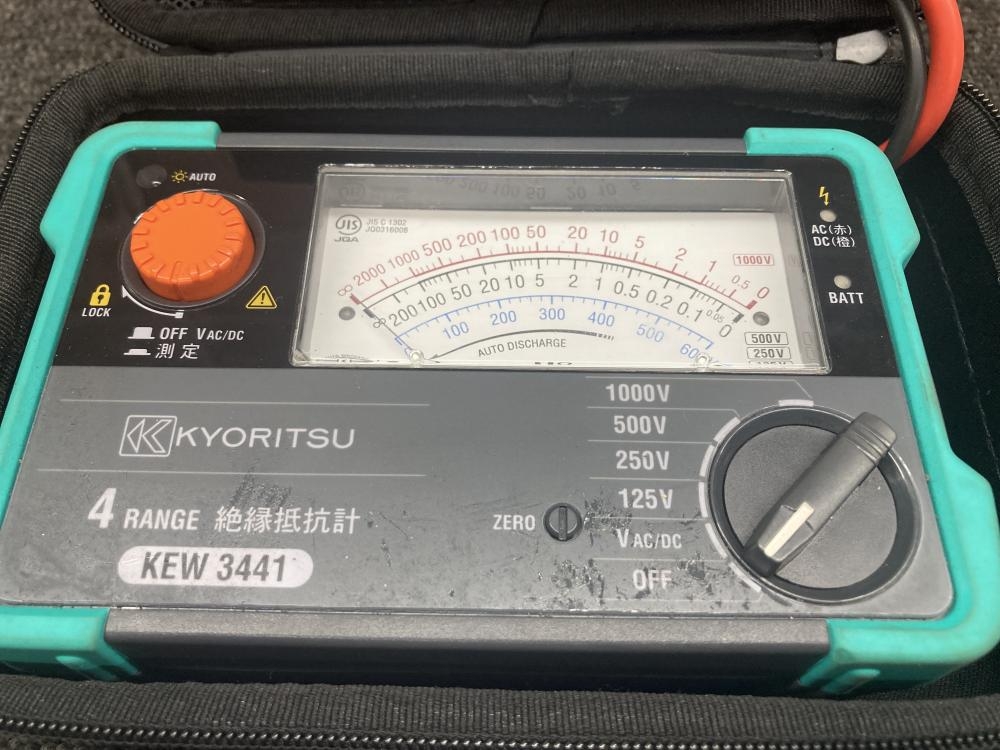 AUTO
LOCK
OFF VAC/DC
測定
JIS
JQA
JIS C 1302
JQ0316008
∞ 2000 1000 500 200 100 50 20 10 5 2 1 0.5 0
1000V
∞ 200 100 50 20 10 5 2 1 0.5 0.2 0.1 0.05 0
500V
250V
100 200 300 400 500 600
AUTO DISCHARGE
AC(赤)
DC(橙)
BATT
KYORITSU
4 RANGE 絶縁抵抗計
KEW 3441
ZERO
1000V
500V
250V
125V
VAC/DC
OFF